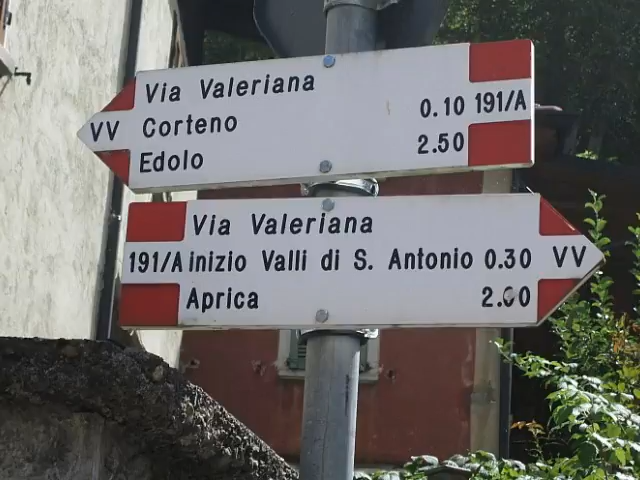 Via Valeriana
VV Corteno 0.10 191/A
Edolo 2.50
Via Valeriana
191/A inizio Valli di S. Antonio 0.30 VV
Aprica 2.00